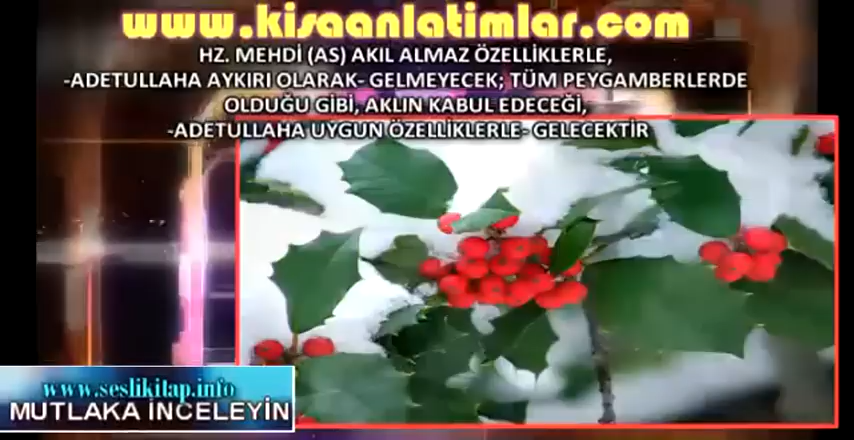 www.kisaanlatimlar.com
HZ. MEHDİ (AS) AKIL ALMAZ ÖZELLİKLERLE,
-ADETULLAHA AYKIRI OLARAK- GELMEYECEK; TÜM PEYGAMBERLERDE
OLDUĞU GİBİ, AKLIN KABUL EDECEĞİ,
-ADETULLAHA UYGUN ÖZELLİKLERLE- GELECEKTİR
www.seslikitap.info
MUTLAKA İNCELEYİN